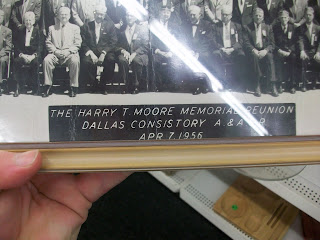 THE HARRY T. MOORE MEMORIAL REUNION
DALLAS CONSISTORY A & A
APR. 7, 1956